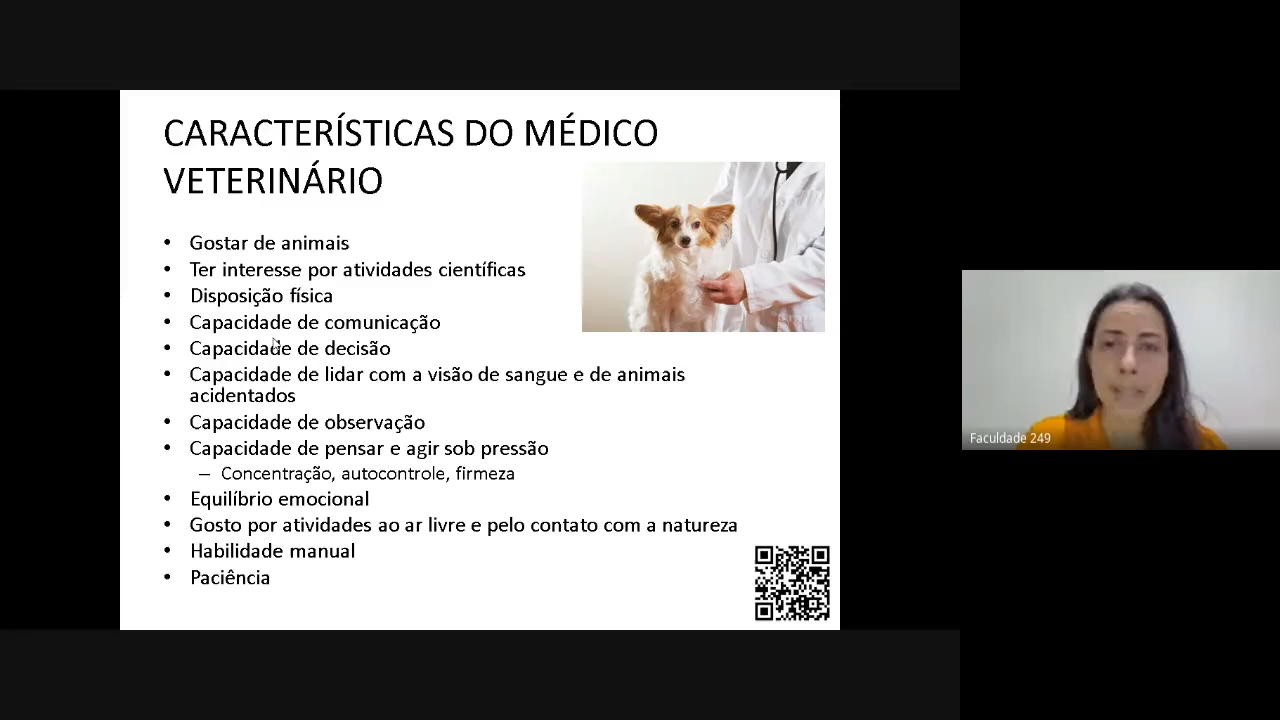 CARACTERÍSTICAS DO MÉDICO
VETERINÁRIO
• Gostar de animais
• Ter interesse por atividades científicas
• Disposição física
• Capacidade de comunicação
• Capacidade de decisão
• Capacidade de lidar com a visão de sangue e de animais
acidentados
• Capacidade de observação
• Capacidade de pensar e agir sob pressão
– Concentração, autocontrole, firmeza
• Equilíbrio emocional
• Gosto por atividades ao ar livre e pelo contato com a natureza
• Habilidade manual
• Paciência
Faculdade 249